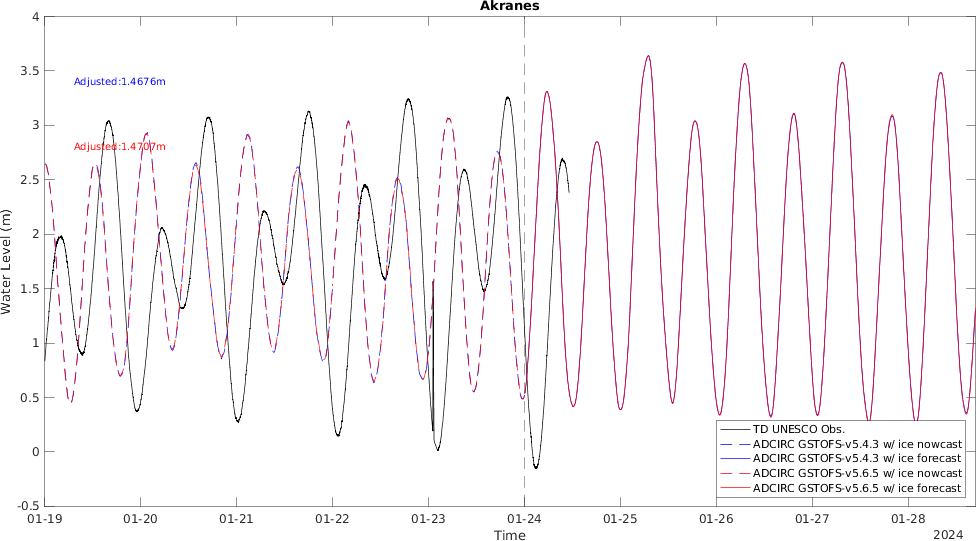 Akranes
4
3.5
3
2.5
2
1.5
1
0.5
0
-0.5
Water Level (m)
Adjusted:1.4676m
Adjusted:1.4707m
TD UNESCO Obs.
ADCIRC GSTOFS-v5.4.3 w/ ice nowcast
ADCIRC GSTOFS-v5.4.3 w/ ice forecast
ADCIRC GSTOFS-v5.6.5 w/ ice nowcast
ADCIRC GSTOFS-v5.6.5 w/ ice forecast
01-19 01-20 01-21 01-22 01-23 01-24 01-25 01-26 01-27 01-28
Time
2024